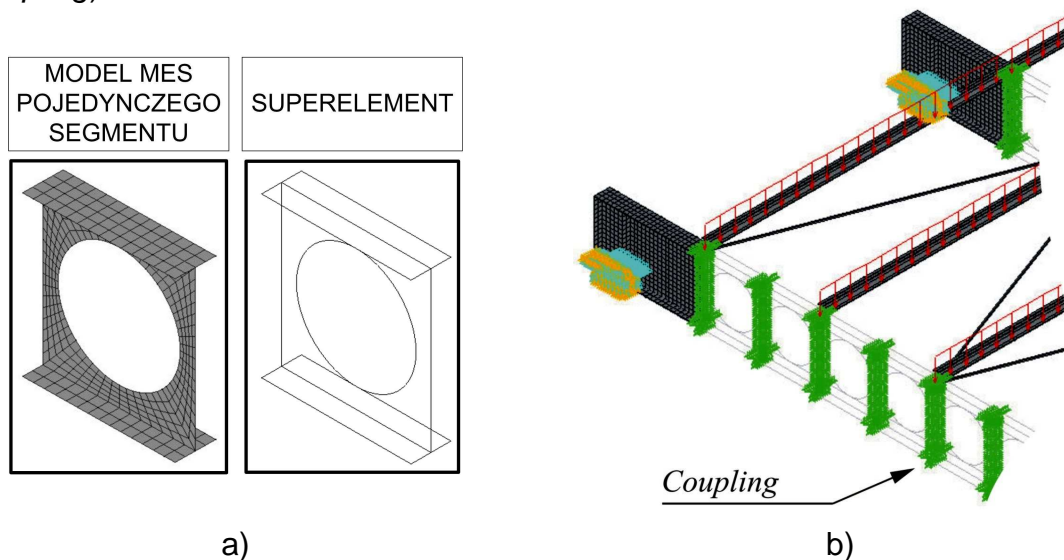 MODEL MES
POJEDYNCZEGO
SEGMENTU
SUPERELEMENT
Coupling
a)
b)